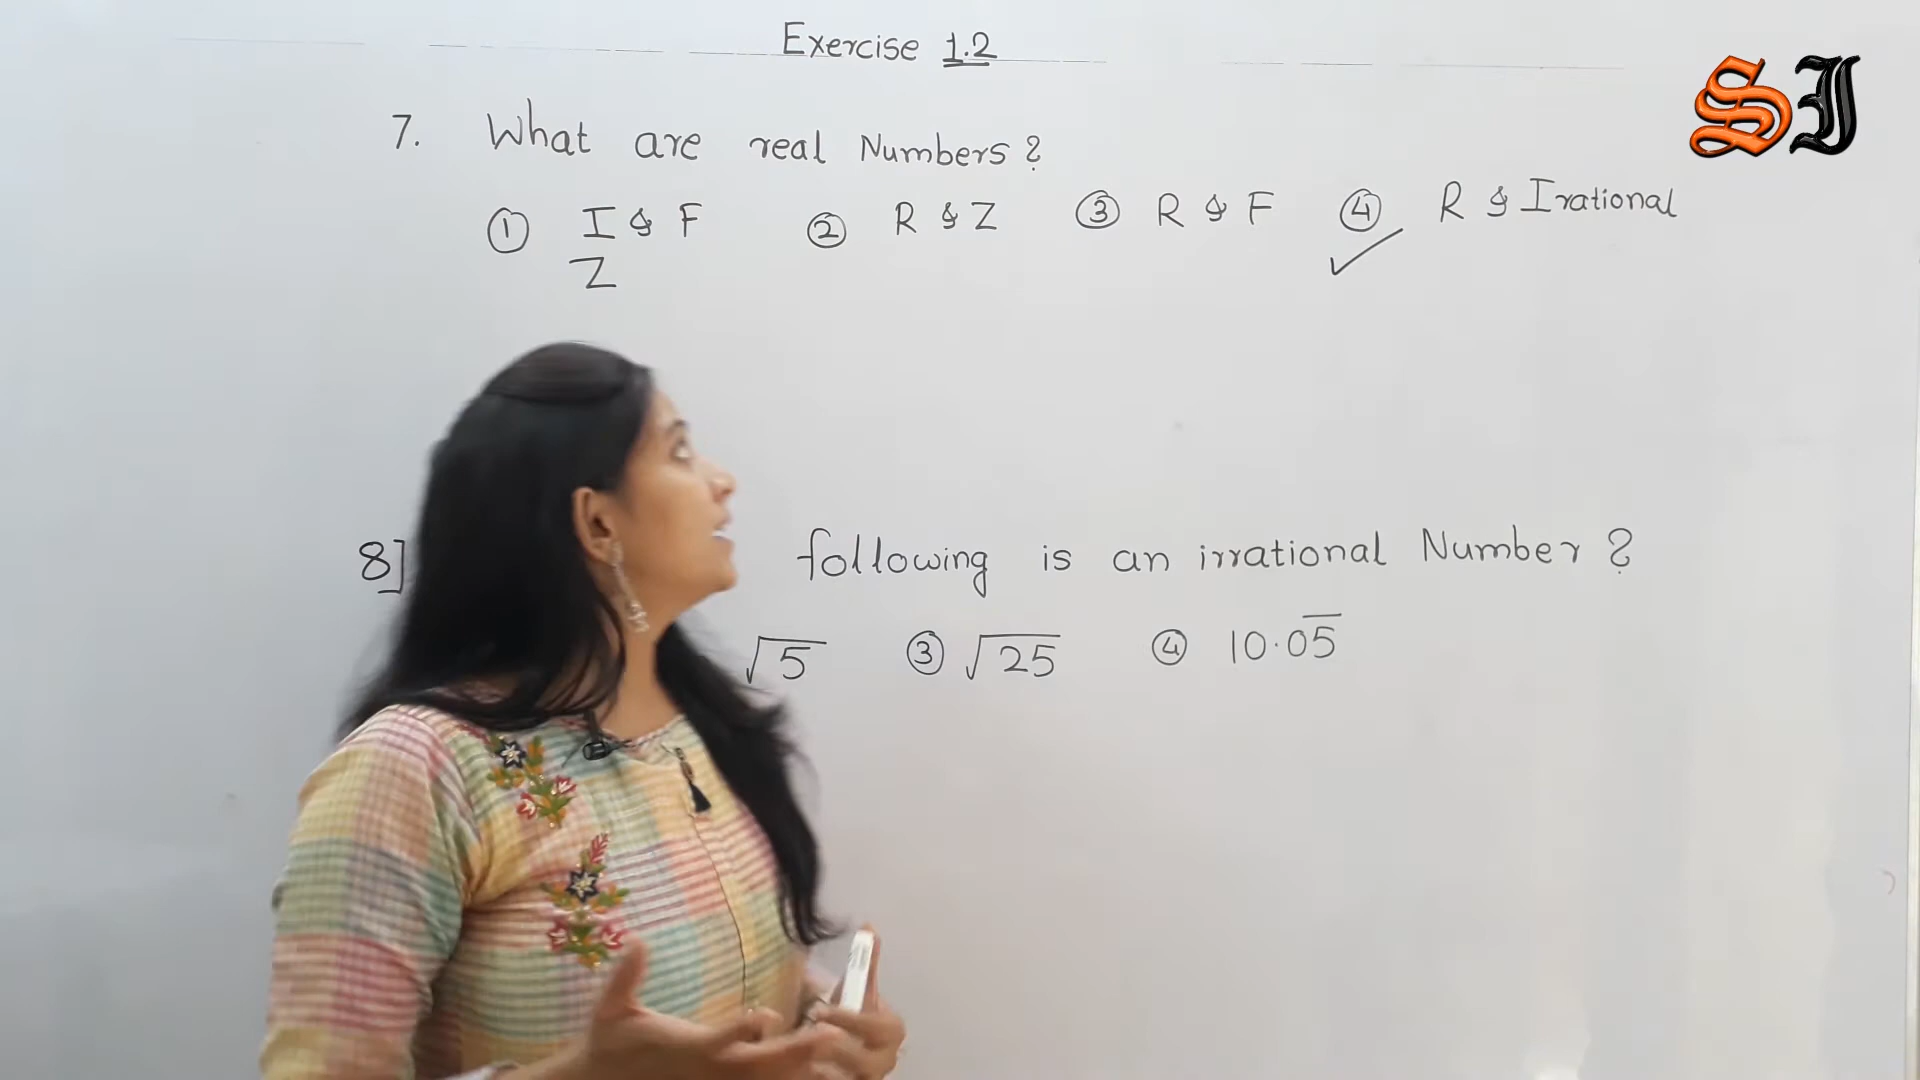 Exercise 1.2
SJ
7. What are real Numbers?
① I & F ② R & Z ③ R & F ④ R & Irational
Z
8] following is an irrational Number?
√5 ③ √25 ④ 10.05̅